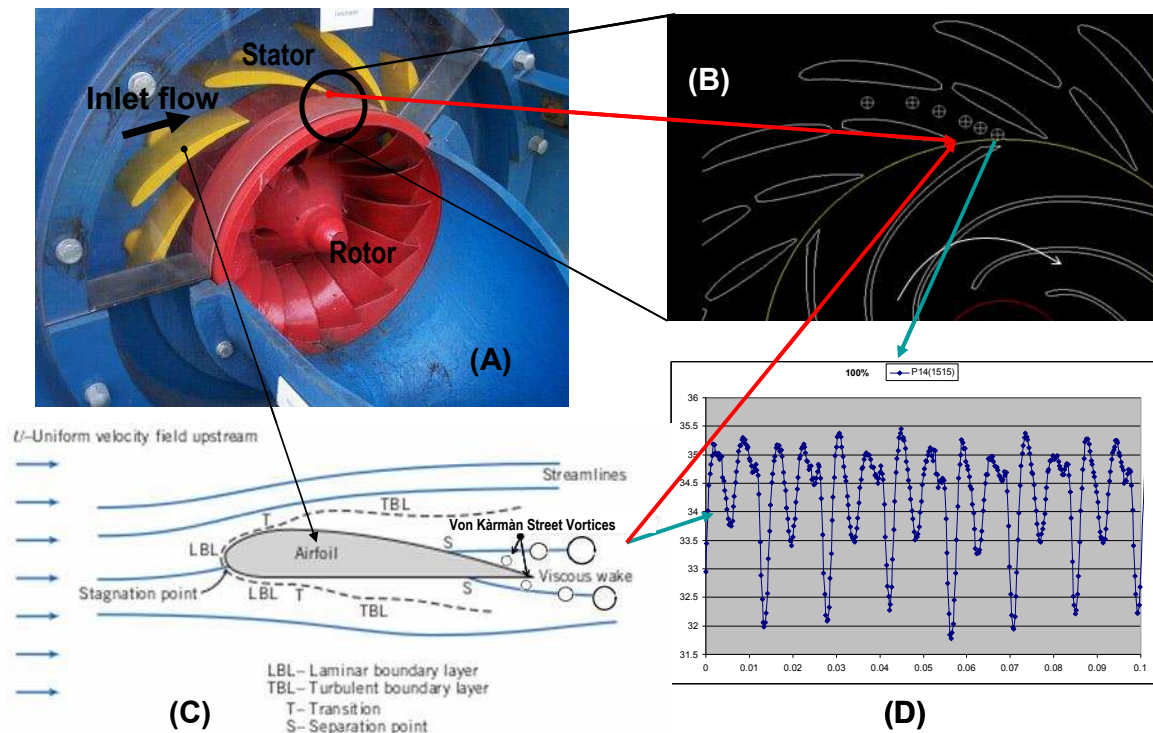 Stator
Inlet flow
Rotor
(A)
(B)
U–Uniform velocity field upstream
Streamlines
TBL
T
Von Kàrmàn Street Vortices
LBL
Airfoil
S
Stagnation point
LBL
T
TBL
S
Viscous wake
LBL– Laminar boundary layer
TBL– Turbulent boundary layer
T– Transition
S– Separation point
(C)
100%
P14(1515)
36
35.5
35
34.5
34
33.5
33
32.5
32
31.5
0 0.01 0.02 0.03 0.04 0.05 0.06 0.07 0.08 0.09 0.1
(D)